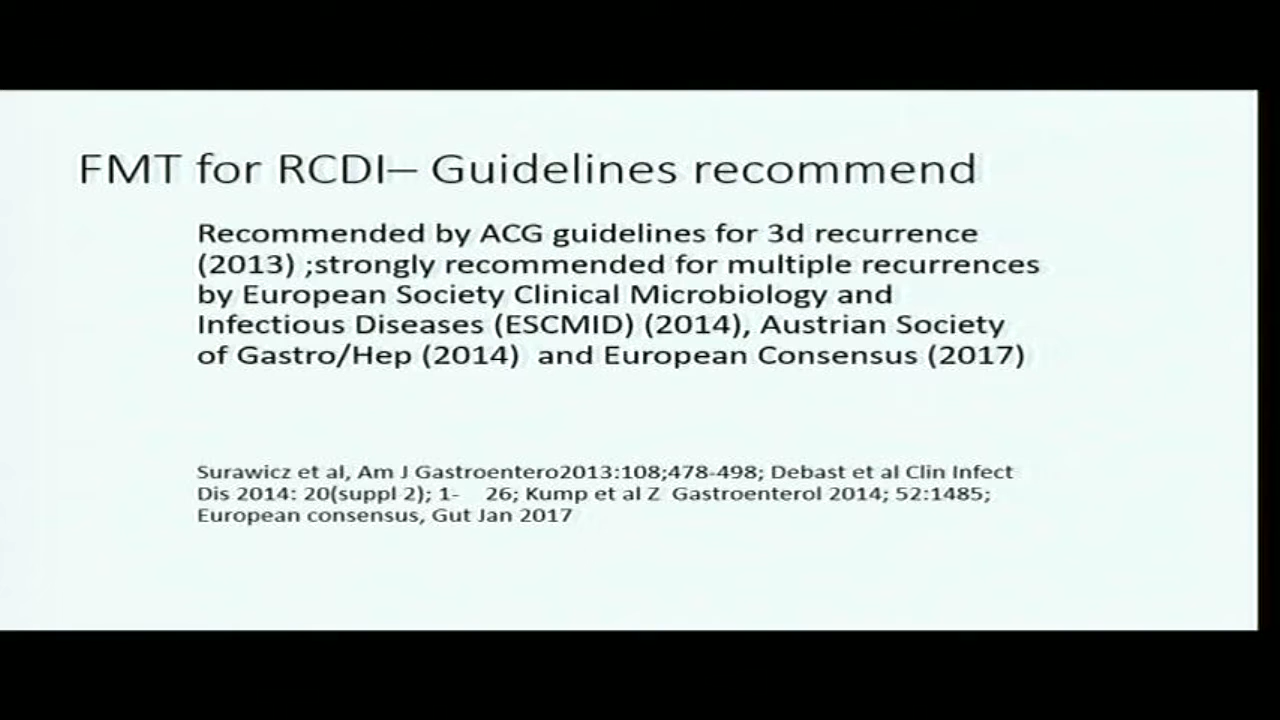 FMT for RCDI– Guidelines recommend
Recommended by ACG guidelines for 3d recurrence
(2013) ;strongly recommended for multiple recurrences
by European Society Clinical Microbiology and
Infectious Diseases (ESCMID) (2014), Austrian Society
of Gastro/Hep (2014)  and European Consensus (2017)
Surawicz et al, Am J Gastroentero2013:108;478-498; Debast et al Clin Infect
Dis 2014: 20(suppl 2); 1-    26; Kump et al Z  Gastroenterol 2014; 52:1485;
European consensus, Gut Jan 2017